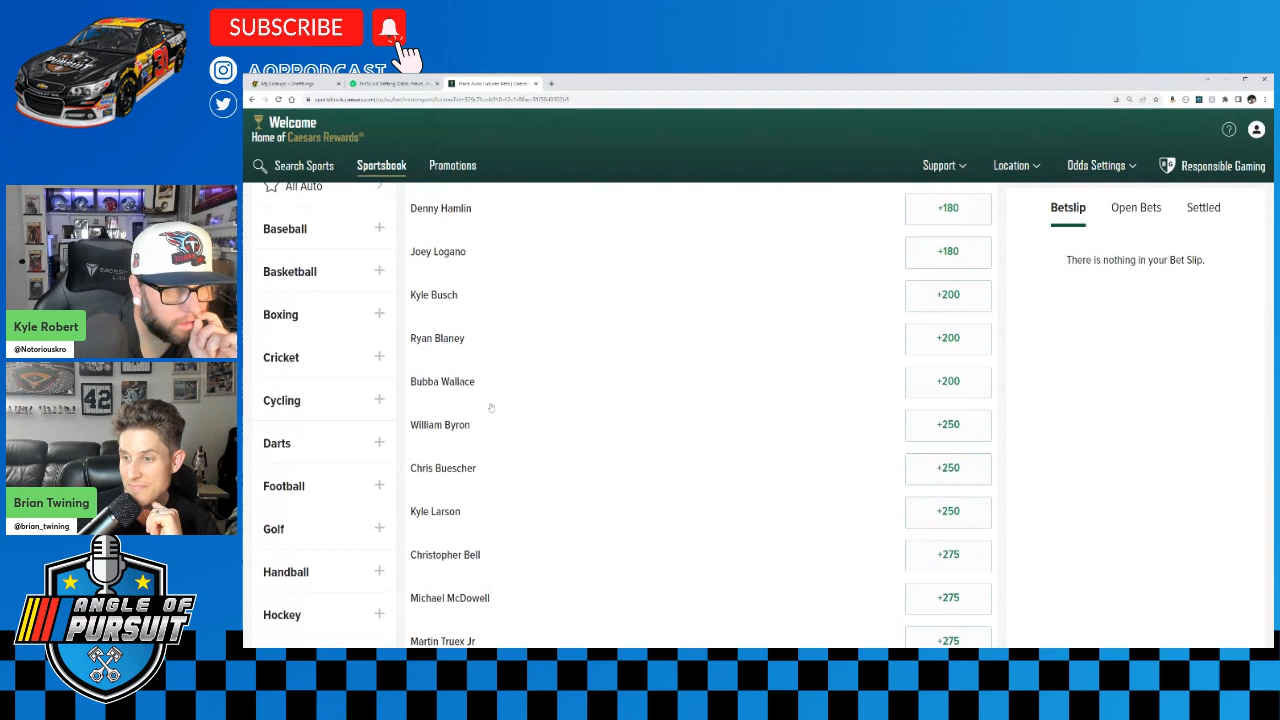 SUBSCRIBE
AOPPODCAST
My Lineups - DraftKings
Welcome
Home of Caesars Rewards®
Search Sports
Sportsbook
Promotions
Support
Location
Odds Settings
Responsible Gaming
All Auto
Baseball
Basketball
Boxing
Cricket
Cycling
Darts
Football
Golf
Handball
Hockey
Denny Hamlin +180
Joey Logano +180
Kyle Busch +200
Ryan Blaney +200
Bubba Wallace +200
William Byron +250
Chris Buescher +250
Kyle Larson +250
Christopher Bell +275
Michael McDowell +275
Martin Truex Jr +275
Betslip
Open Bets
Settled
There is nothing in your Bet Slip.
Kyle Robert
@Notoriouskro
42
Brian Twining
@brian_twining
ANGLE OF
PURSUIT